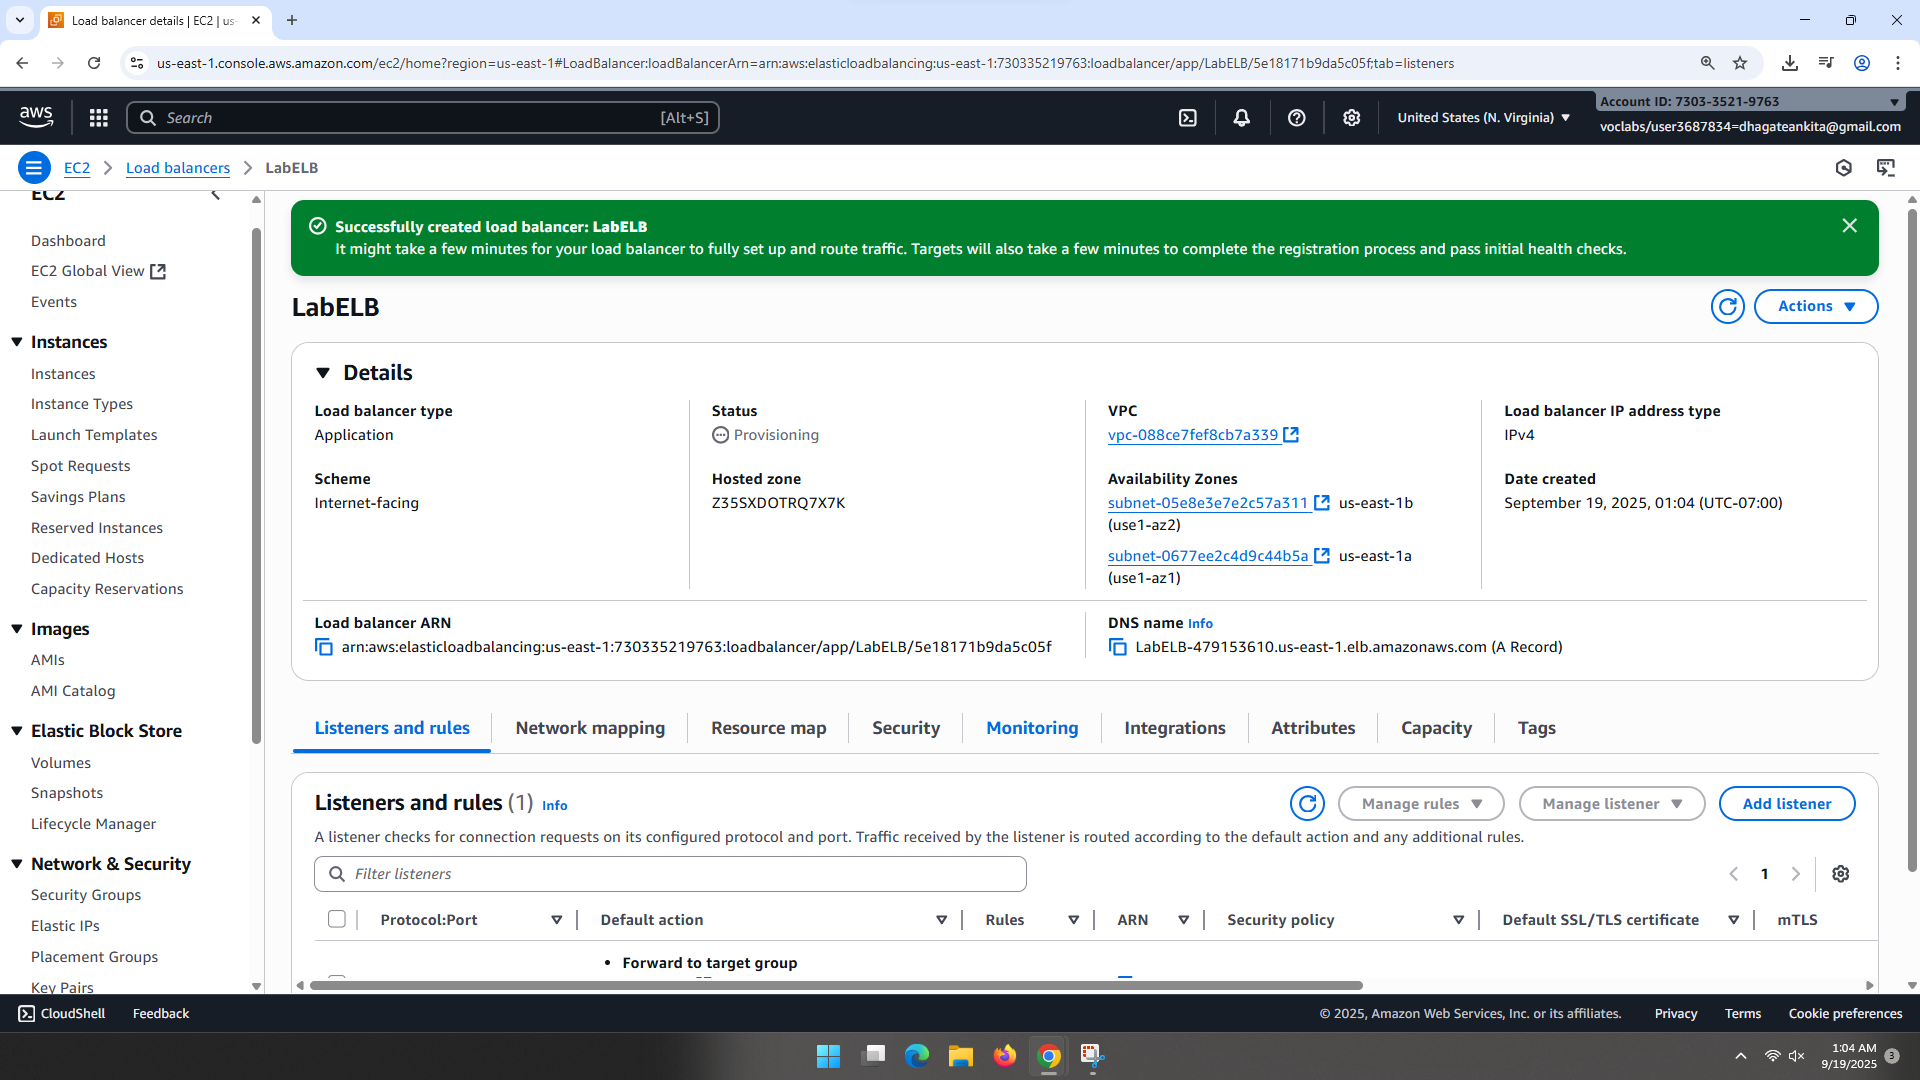 Load balancer details | EC2 | us-
us-east-1.console.aws.amazon.com/ec2/home?region=us-east-1#LoadBalancer:loadBalancerArn=arn:aws:elasticloadbalancing:us-east-1:730335219763:loadbalancer/app/LabELB/5e18171b9da5c05f;tab=listeners
aws
Search
[Alt+S]
United States (N. Virginia)
Account ID: 7303-3521-9763
voclabs/user3687834=dhagateankita@gmail.com
EC2
Load balancers
LabELB
EC2
Dashboard
EC2 Global View
Events
Instances
Instances
Instance Types
Launch Templates
Spot Requests
Savings Plans
Reserved Instances
Dedicated Hosts
Capacity Reservations
Images
AMIs
AMI Catalog
Elastic Block Store
Volumes
Snapshots
Lifecycle Manager
Network & Security
Security Groups
Elastic IPs
Placement Groups
Key Pairs
Successfully created load balancer: LabELB
It might take a few minutes for your load balancer to fully set up and route traffic. Targets will also take a few minutes to complete the registration process and pass initial health checks.
LabELB
Actions
Details
Load balancer type
Application
Status
Provisioning
VPC
vpc-088ce7fef8cb7a339
Load balancer IP address type
IPv4
Scheme
Internet-facing
Hosted zone
Z35SXDOTRQ7X7K
Availability Zones
subnet-05e8e3e7e2c57a311 us-east-1b
(use1-az2)
subnet-0677ee2c4d9c44b5a us-east-1a
(use1-az1)
Date created
September 19, 2025, 01:04 (UTC-07:00)
Load balancer ARN
arn:aws:elasticloadbalancing:us-east-1:730335219763:loadbalancer/app/LabELB/5e18171b9da5c05f
DNS name Info
LabELB-479153610.us-east-1.elb.amazonaws.com (A Record)
Listeners and rules
Network mapping
Resource map
Security
Monitoring
Integrations
Attributes
Capacity
Tags
Listeners and rules (1) Info
Manage rules
Manage listener
Add listener
A listener checks for connection requests on its configured protocol and port. Traffic received by the listener is routed according to the default action and any additional rules.
Filter listeners
1
Protocol:Port
Default action
Rules
ARN
Security policy
Default SSL/TLS certificate
mTLS
• Forward to target group
CloudShell
Feedback
© 2025, Amazon Web Services, Inc. or its affiliates.
Privacy
Terms
Cookie preferences
1:04 AM
9/19/2025
3